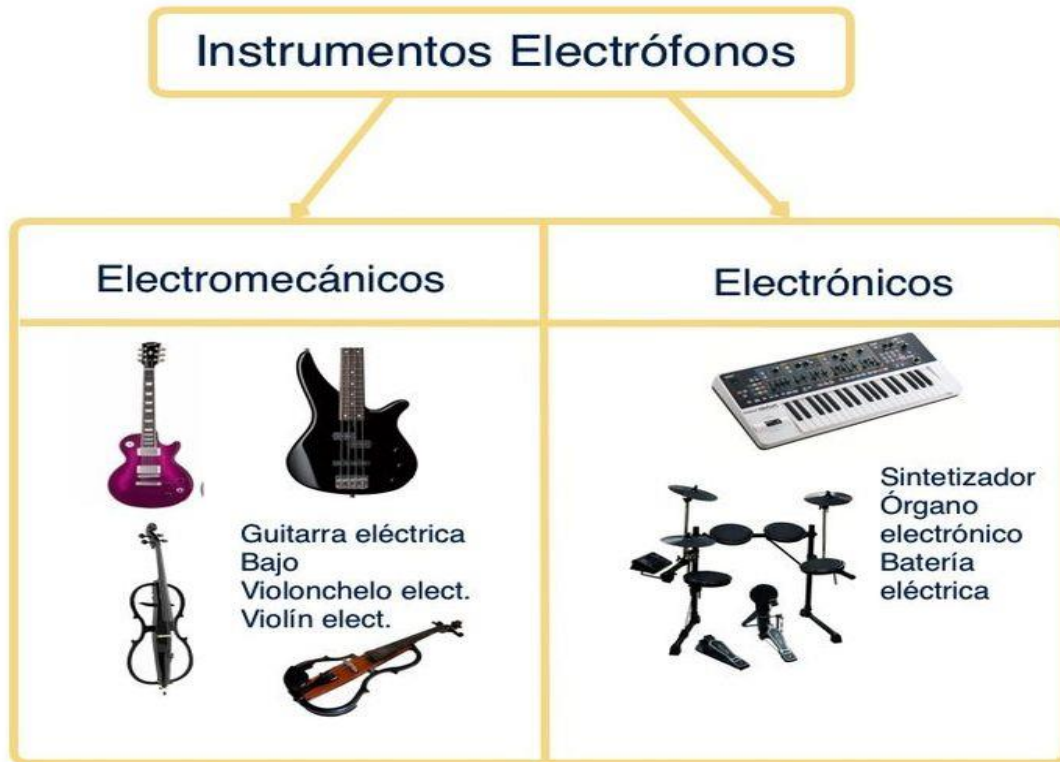 Instrumentos Electrófonos
Electromecánicos
Electrónicos
Guitarra eléctrica
Bajo
Violonchelo elect.
Violín elect.
Sintetizador
Órgano
electrónico
Batería
eléctrica